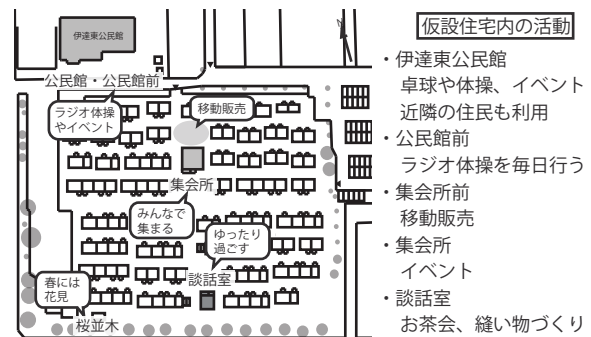 伊達東公民館
公民館・公民館前
ラジオ体操
やイベント
移動販売
集会所
みんなで
集まる
ゆったり
過ごす
談話室
春には
花見
桜並木
仮設住宅内の活動
・伊達東公民館
卓球や体操、イベント
近隣の住民も利用
・公民館前
ラジオ体操を毎日行う
・集会所前
移動販売
・集会所
イベント
・談話室
お茶会、縫い物づくり